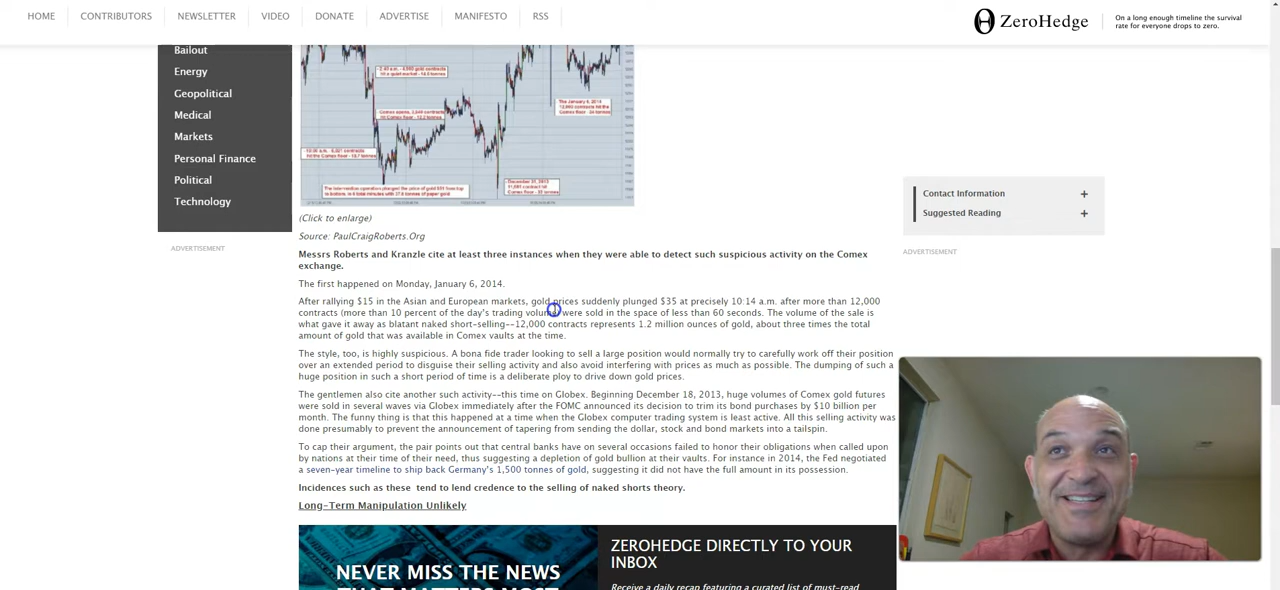 HOME
CONTRIBUTORS
NEWSLETTER
VIDEO
DONATE
ADVERTISE
MANIFESTO
RSS
ZeroHedge
On a long enough timeline the survival
rate for everyone drops to zero.
Bailout
Energy
Geopolitical
Medical
Markets
Personal Finance
Political
Technology
ADVERTISEMENT
(Click to enlarge)
Source: PaulCraigRoberts.Org
Messrs Roberts and Kranzle cite at least three instances when they were able to detect such suspicious activity on the Comex
exchange.
The first happened on Monday, January 6, 2014.
After rallying $15 in the Asian and European markets, gold prices suddenly plunged $35 at precisely 10:14 a.m. after more than 12,000
contracts (more than 10 percent of the day's trading volume) were sold in the space of less than 60 seconds. The volume of the sale is
what gave it away as blatant naked short-selling--12,000 contracts represents 1.2 million ounces of gold, about three times the total
amount of gold that was available in Comex vaults at the time.
The style, too, is highly suspicious. A bona fide trader looking to sell a large position would normally try to carefully work off their position
over an extended period to disguise their selling activity and also avoid interfering with prices as much as possible. The dumping of such a
huge position in such a short period of time is a deliberate ploy to drive down gold prices.
The gentlemen also cite another such activity--this time on Globex. Beginning December 18, 2013, huge volumes of Comex gold futures
were sold in several waves via Globex immediately after the FOMC announced its decision to trim its bond purchases by $10 billion per
month. The funny thing is that this happened at a time when the Globex computer trading system is least active. All this selling activity was
done presumably to prevent the announcement of tapering from sending the dollar, stock and bond markets into a tailspin.
To cap their argument, the pair points out that central banks have on several occasions failed to honor their obligations when called upon
by nations at their time of their need, thus suggesting a depletion of gold bullion at their vaults. For instance in 2014, the Fed negotiated
a seven-year timeline to ship back Germany's 1,500 tonnes of gold, suggesting it did not have the full amount in its possession.
Incidences such as these tend to lend credence to the selling of naked shorts theory.
Long-Term Manipulation Unlikely
NEVER MISS THE NEWS
ZEROHEDGE DIRECTLY TO YOUR
INBOX
Receive a daily recap featuring a curated list of must-read
Contact Information +
Suggested Reading +
ADVERTISEMENT